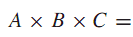 A × B × C =